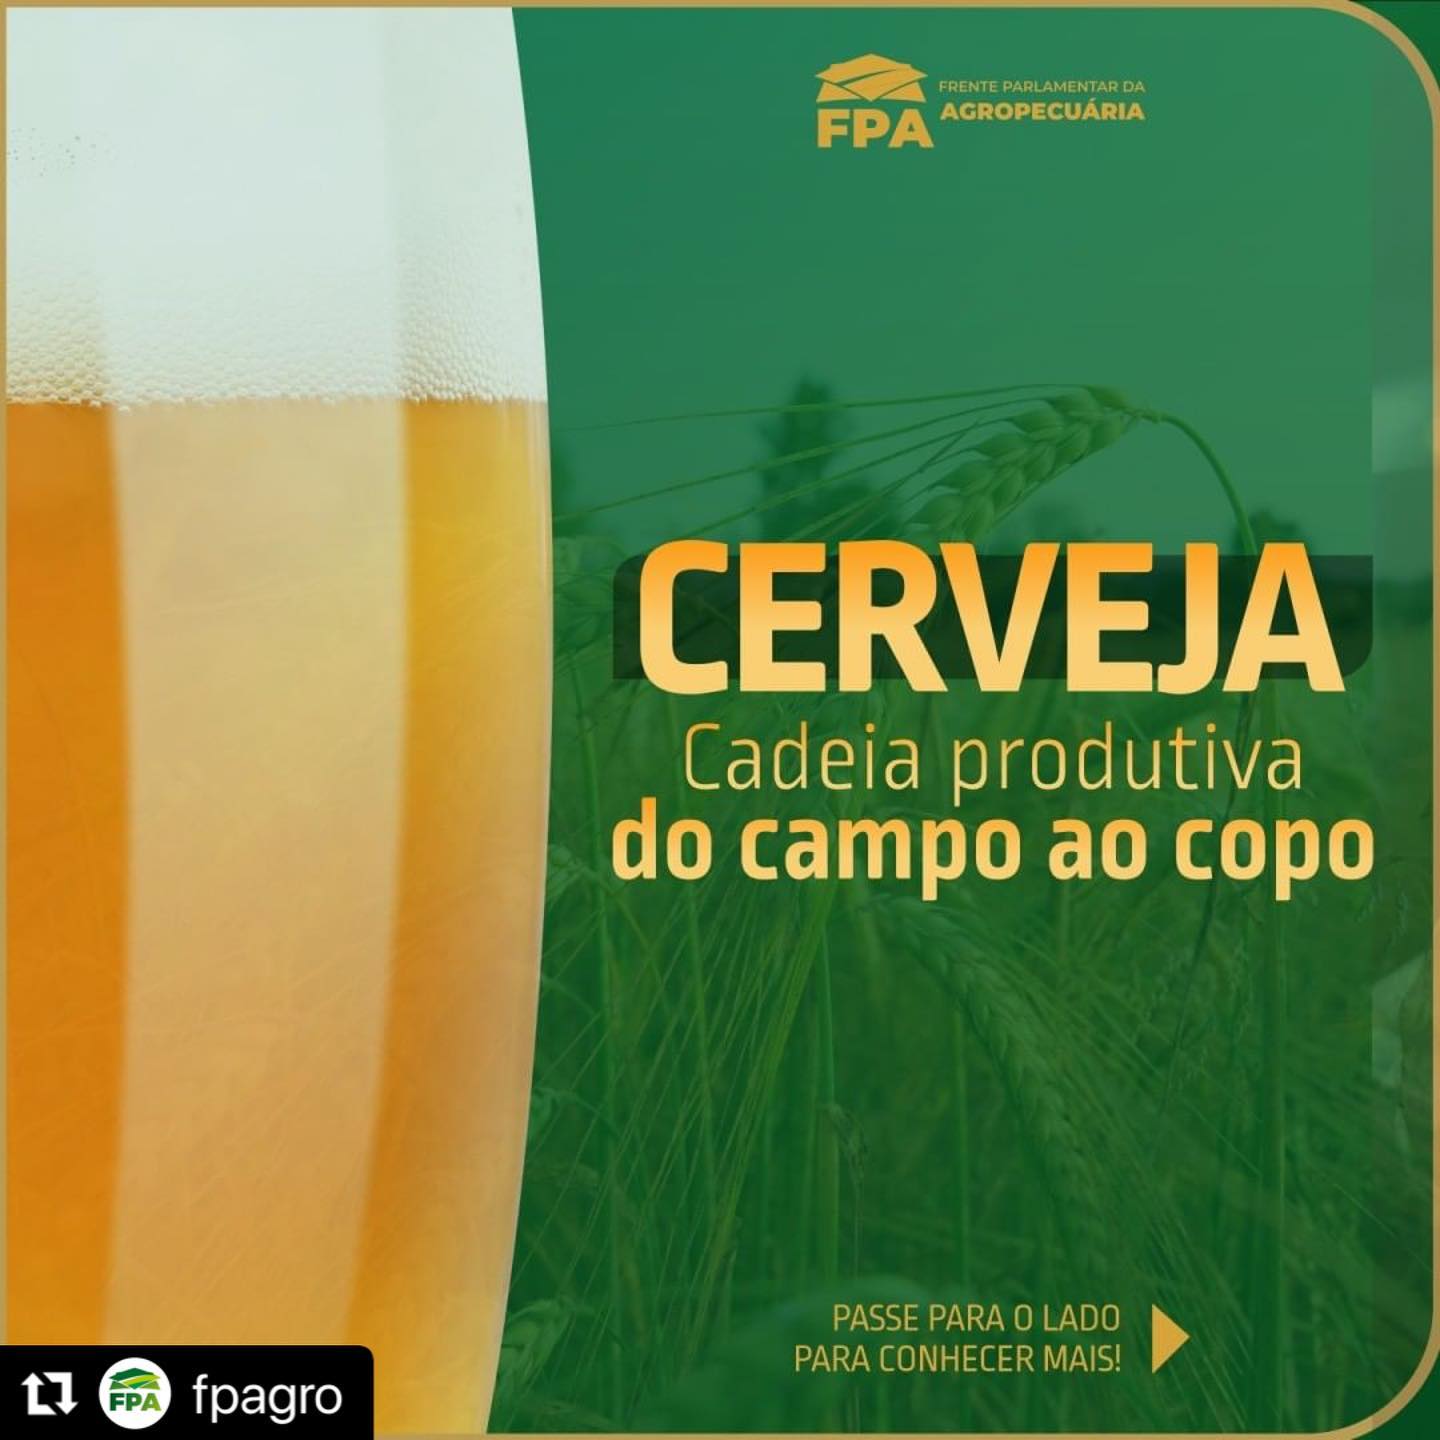 FPA
FRENTE PARLAMENTAR DA
AGROPECUÁRIA
CERVEJA
Cadeia produtiva
do campo ao copo
PASSE PARA O LADO
PARA CONHECER MAIS!
FPA
fpagro